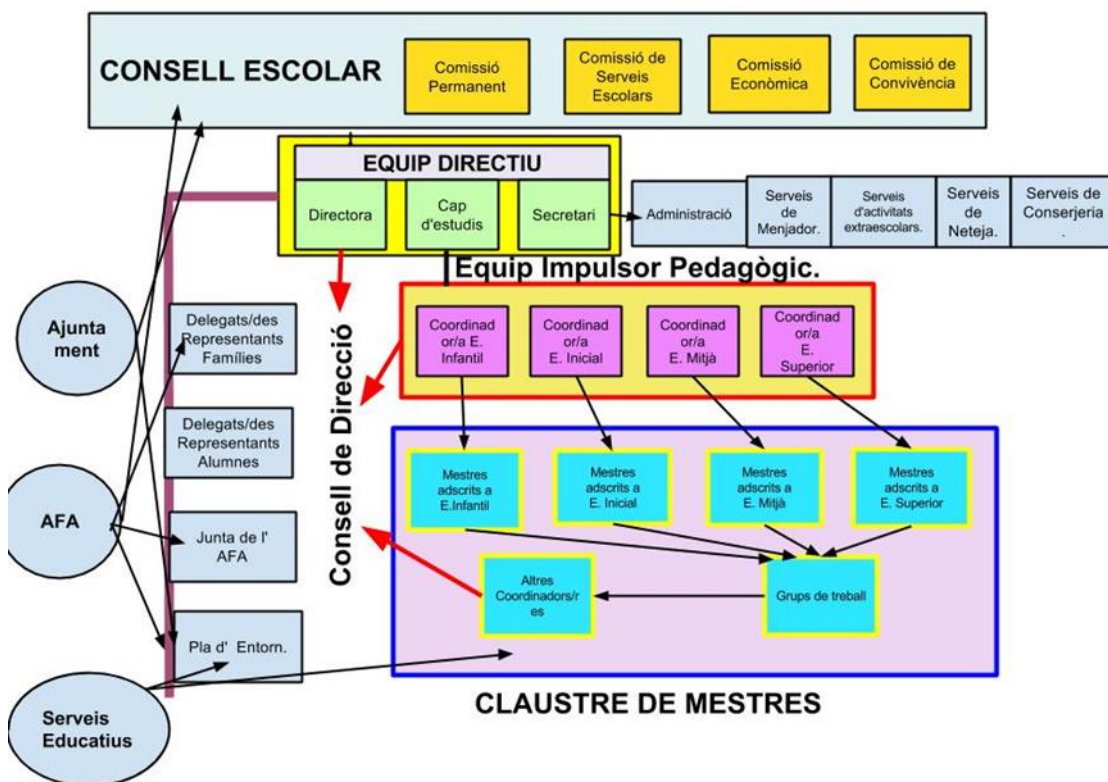 CONSELL ESCOLAR
Comissió
Permanent
Comissió de
Serveis
Escolars
Comissió
Econòmica
Comissió de
Convivència
EQUIP DIRECTIU
Directora
Cap
d'estudis
Secretari
Administració
Serveis
de
Menjador.
Serveis
d'activitats
extraescolars.
Serveis
de
Neteja.
Serveis de
Conserjeria
.
Equip Impulsor Pedagògic.
Coordinad
or/a E.
Infantil
Coordinad
or/a
E. Inicial
Coordinad
or/a
E. Mitjà
Coordinad
or/a
E.
Superior
Ajunta
ment
Delegats/des
Representants
Famílies
Delegats/des
Representants
Alumnes
AFA
Junta de l'
AFA
Pla d' Entorn.
Serveis
Educatius
Consell de Direcció
Mestres
adscrits a
E.Infantil
Mestres
adscrits a
E. Inicial
Mestres
adscrits a
E. Mitjà
Mestres
adscrits a
E. Superior
Altres
Coordinadors/r
es
Grups de treball
CLAUSTRE DE MESTRES